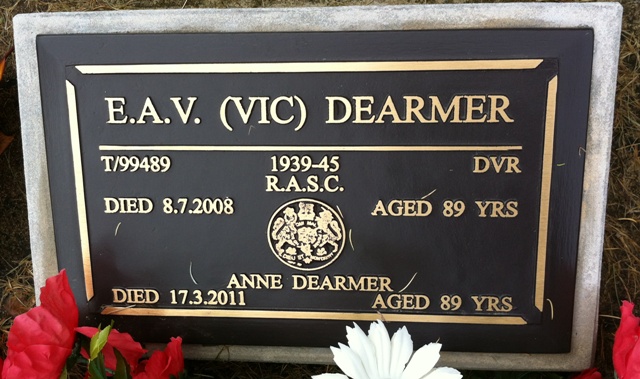 E.A.V. (VIC) DEARMER
T/99489 1939-45 DVR
R.A.S.C.
DIED 8.7.2008 AGED 89 YRS
ANNE DEARMER
DIED 17.3.2011 AGED 89 YRS